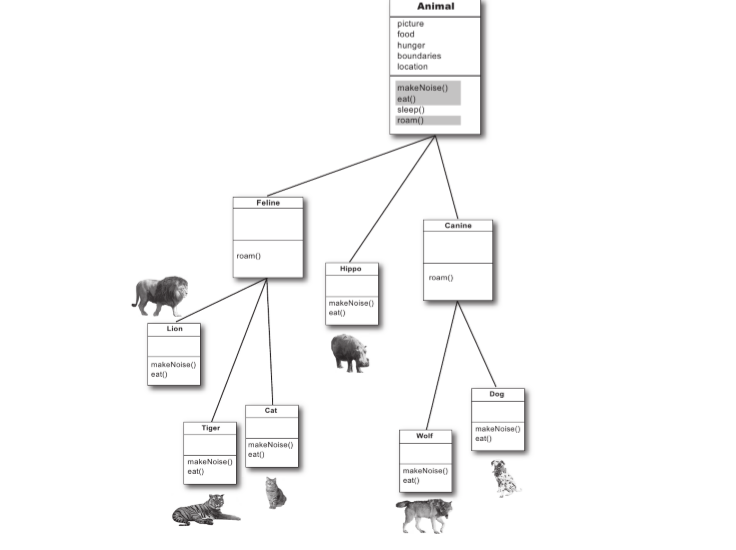 Animal
picture
food
hunger
boundaries
location
makeNoise()
eat()
sleep()
roam()
Feline
roam()
Hippo
makeNoise()
eat()
Canine
roam()
Lion
makeNoise()
eat()
Tiger
makeNoise()
eat()
Cat
makeNoise()
eat()
Wolf
makeNoise()
eat()
Dog
makeNoise()
eat()